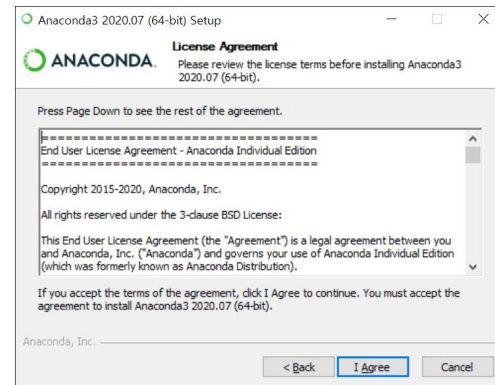 Anaconda3 2020.07 (64-bit) Setup
ANACONDA.
License Agreement
Please review the license terms before installing Anaconda3
2020.07 (64-bit).
Press Page Down to see the rest of the agreement.
===================================
End User License Agreement - Anaconda Individual Edition
===================================
Copyright 2015-2020, Anaconda, Inc.
All rights reserved under the 3-clause BSD License:
This End User License Agreement (the "Agreement") is a legal agreement between you
and Anaconda, Inc. ("Anaconda") and governs your use of Anaconda Individual Edition
(which was formerly known as Anaconda Distribution).
If you accept the terms of the agreement, click I Agree to continue. You must accept the
agreement to install Anaconda3 2020.07 (64-bit).
Anaconda, Inc.
< Back
I Agree
Cancel